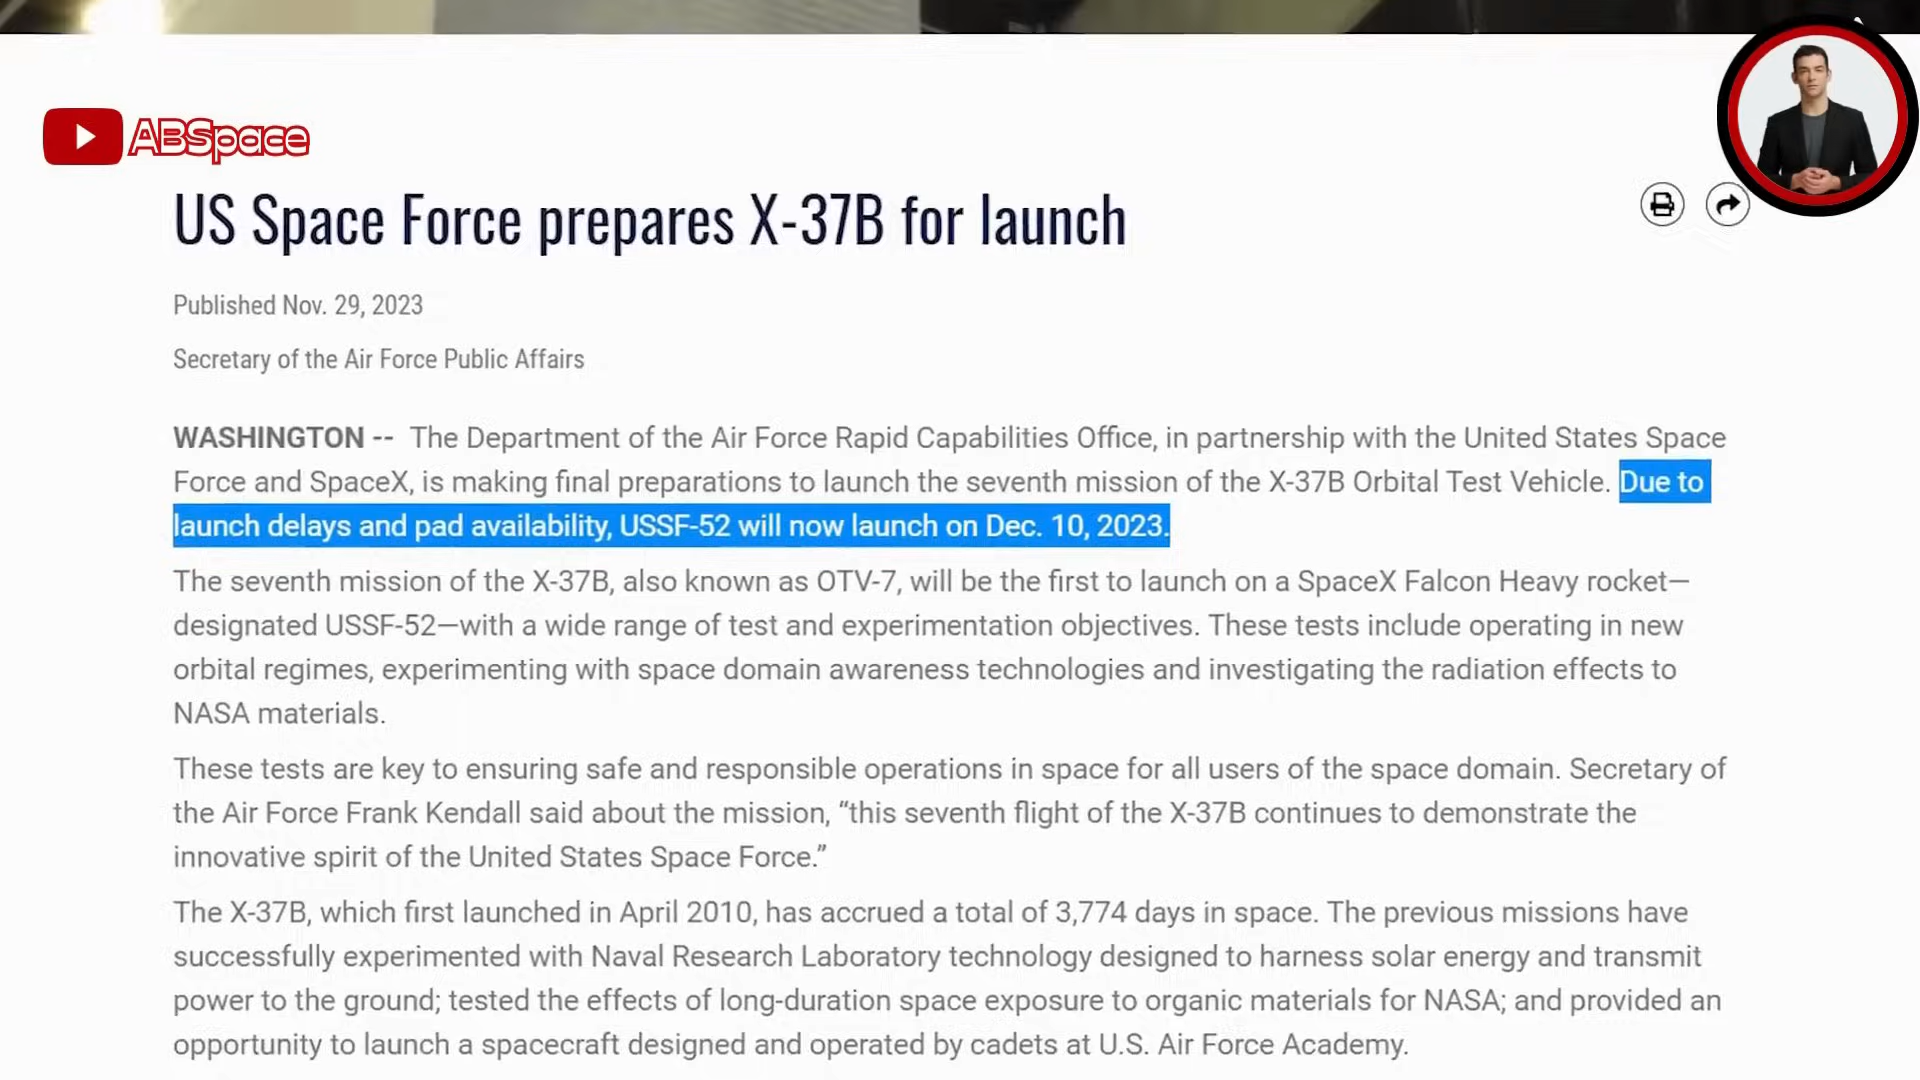 ABSpace
US Space Force prepares X-37B for launch
Published Nov. 29, 2023
Secretary of the Air Force Public Affairs
WASHINGTON -- The Department of the Air Force Rapid Capabilities Office, in partnership with the United States Space
Force and SpaceX, is making final preparations to launch the seventh mission of the X-37B Orbital Test Vehicle. Due to
launch delays and pad availability, USSF-52 will now launch on Dec. 10, 2023.
The seventh mission of the X-37B, also known as OTV-7, will be the first to launch on a SpaceX Falcon Heavy rocket—
designated USSF-52—with a wide range of test and experimentation objectives. These tests include operating in new
orbital regimes, experimenting with space domain awareness technologies and investigating the radiation effects to
NASA materials.
These tests are key to ensuring safe and responsible operations in space for all users of the space domain. Secretary of
the Air Force Frank Kendall said about the mission, “this seventh flight of the X-37B continues to demonstrate the
innovative spirit of the United States Space Force.”
The X-37B, which first launched in April 2010, has accrued a total of 3,774 days in space. The previous missions have
successfully experimented with Naval Research Laboratory technology designed to harness solar energy and transmit
power to the ground; tested the effects of long-duration space exposure to organic materials for NASA; and provided an
opportunity to launch a spacecraft designed and operated by cadets at U.S. Air Force Academy.